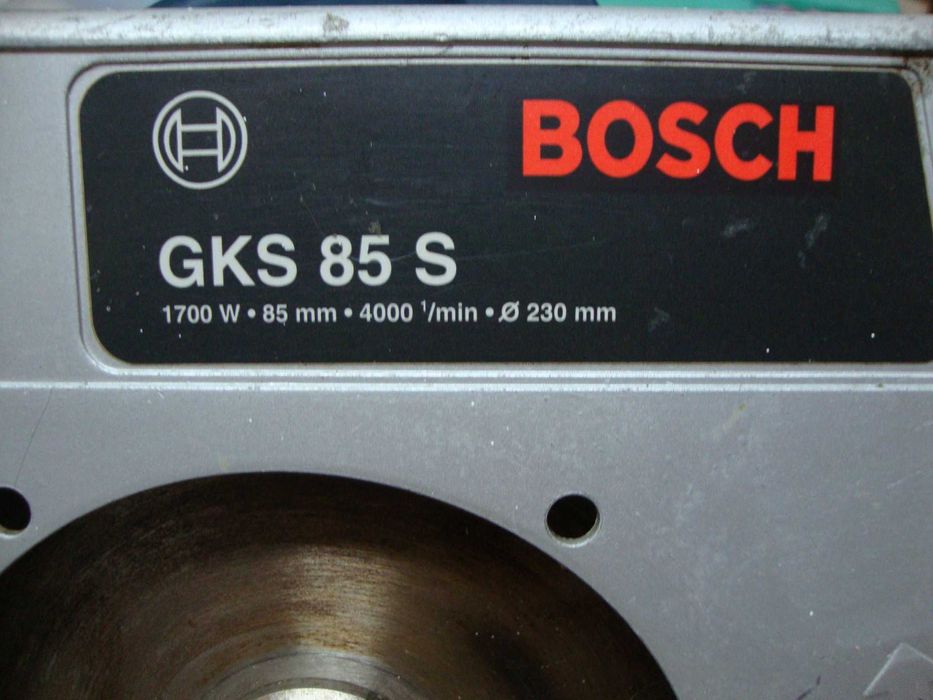 BOSCH
GKS 85 S
1700 W • 85 mm • 4000 ¹/min • Ø 230 mm